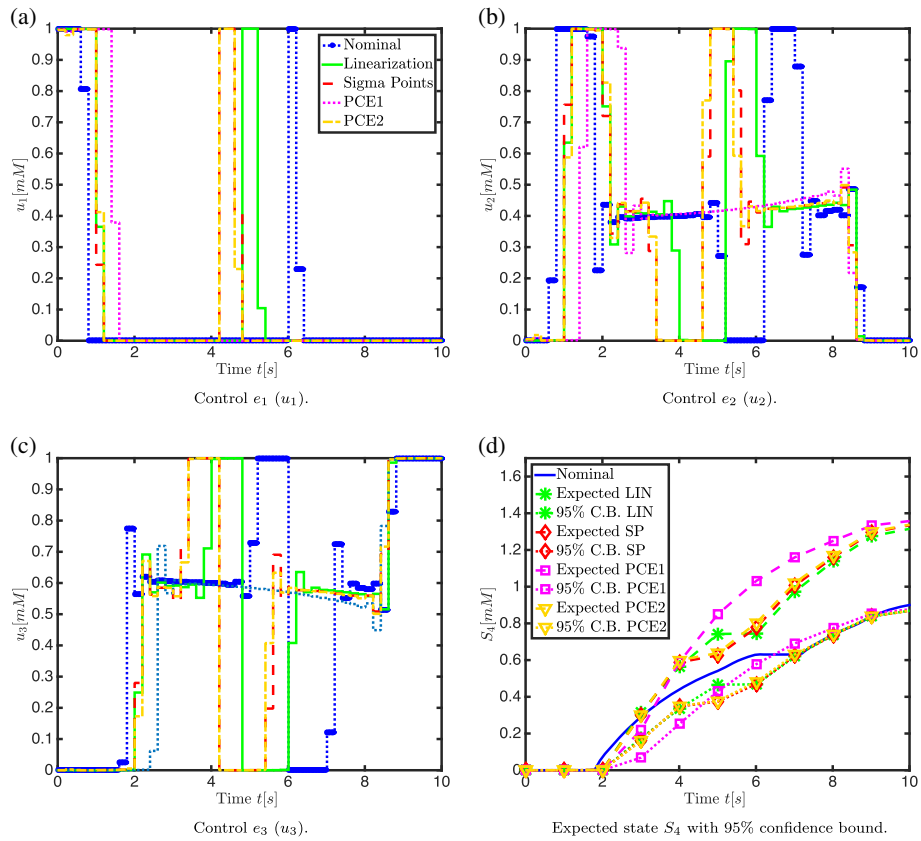 (a)
u1[mM]
1
0.9
0.8
0.7
0.6
0.5
0.4
0.3
0.2
0.1
0
0 2 4 6 8 10
Time t[s]
Nominal
Linearization
Sigma Points
PCE1
PCE2
Control e1 (u1).
(b)
u2[mM]
1
0.9
0.8
0.7
0.6
0.5
0.4
0.3
0.2
0.1
0
0 2 4 6 8 10
Time t[s]
Control e2 (u2).
(c)
u3[mM]
1
0.9
0.8
0.7
0.6
0.5
0.4
0.3
0.2
0.1
0
0 2 4 6 8 10
Time t[s]
Control e3 (u3).
(d)
S4[mM]
1.6
1.4
1.2
1.0
0.8
0.6
0.4
0.2
0
0 2 4 6 8 10
Time t[s]
Nominal
Expected LIN
95% C.B. LIN
Expected SP
95% C.B. SP
Expected PCE1
95% C.B. PCE1
Expected PCE2
95% C.B. PCE2
Expected state S4 with 95% confidence bound.